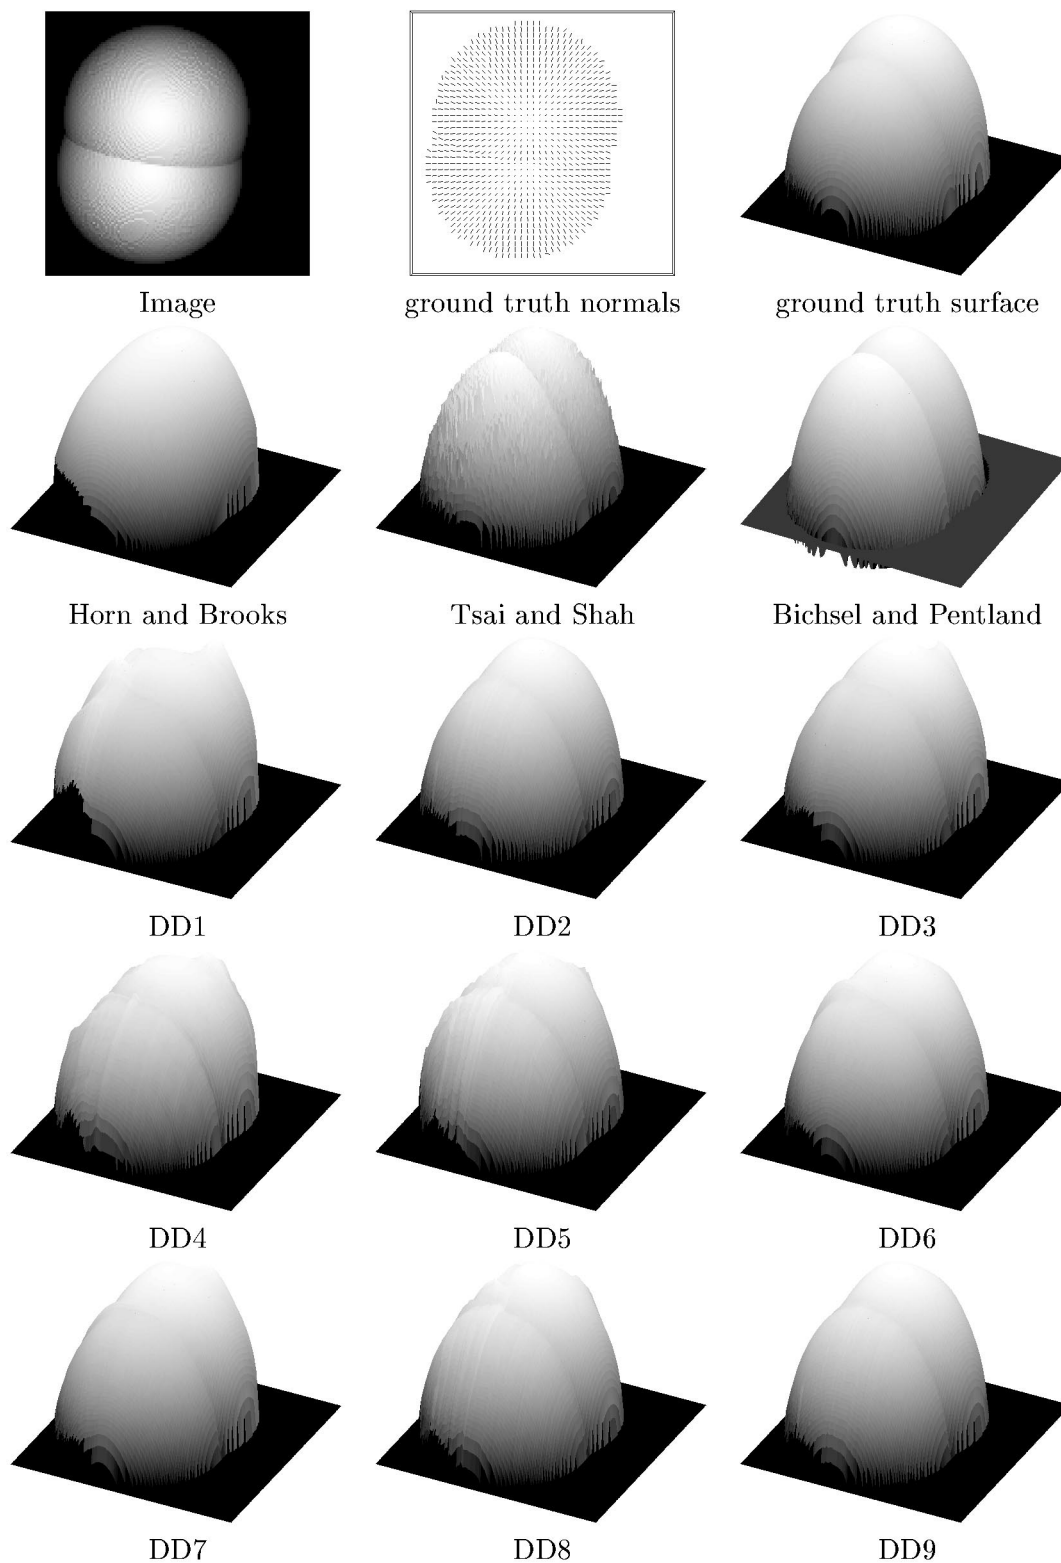 Image ground truth normals ground truth surface
Horn and Brooks Tsai and Shah Bichsel and Pentland
DD1 DD2 DD3
DD4 DD5 DD6
DD7 DD8 DD9